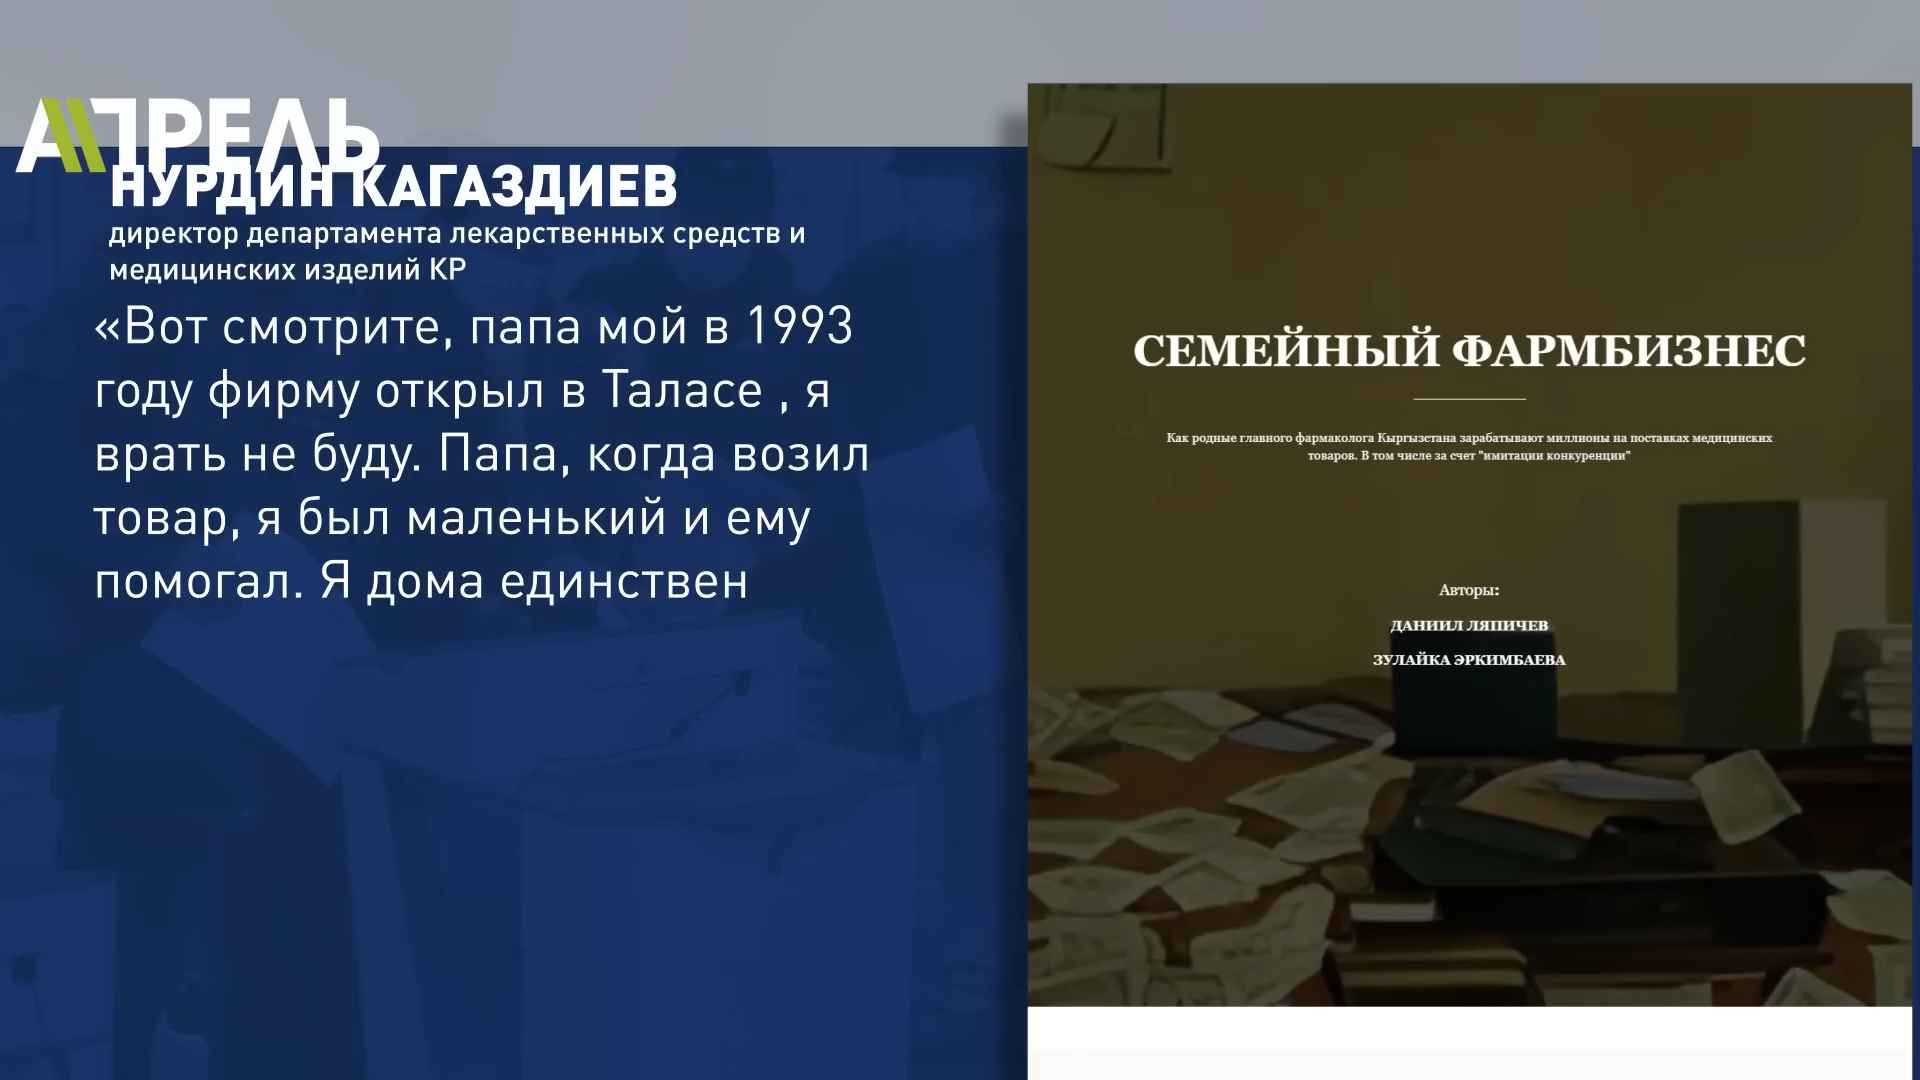 АПРЕЛЬ
НУРДИН КАГАЗДИЕВ
директор департамента лекарственных средств и
медицинских изделий КР
«Вот смотрите, папа мой в 1993
году фирму открыл в Таласе , я
врать не буду. Папа, когда возил
товар, я был маленький и ему
помогал. Я дома единствен
СЕМЕЙНЫЙ ФАРМБИЗНЕС
Как родные главного фармаколога Кыргызстана зарабатывают миллионы на поставках медицинских
товаров. В том числе за счет "имитации конкуренции"
Авторы:
ДАНИИЛ ЛЯПИЧЕВ
ЗУЛАЙКА ЭРКИМБАЕВА